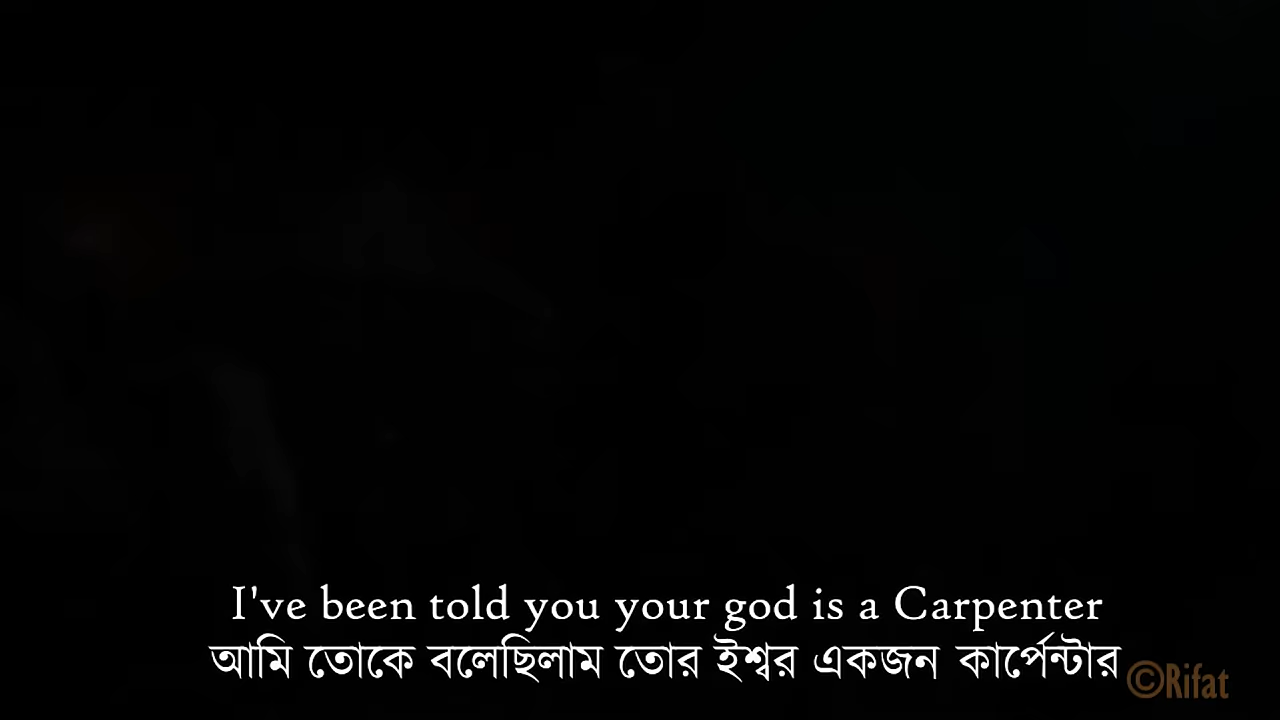 I've been told you your god is a Carpenter
আমি তোকে বলেছিলাম তোর ইশ্বর একজন কার্পেন্টার
©Rifat